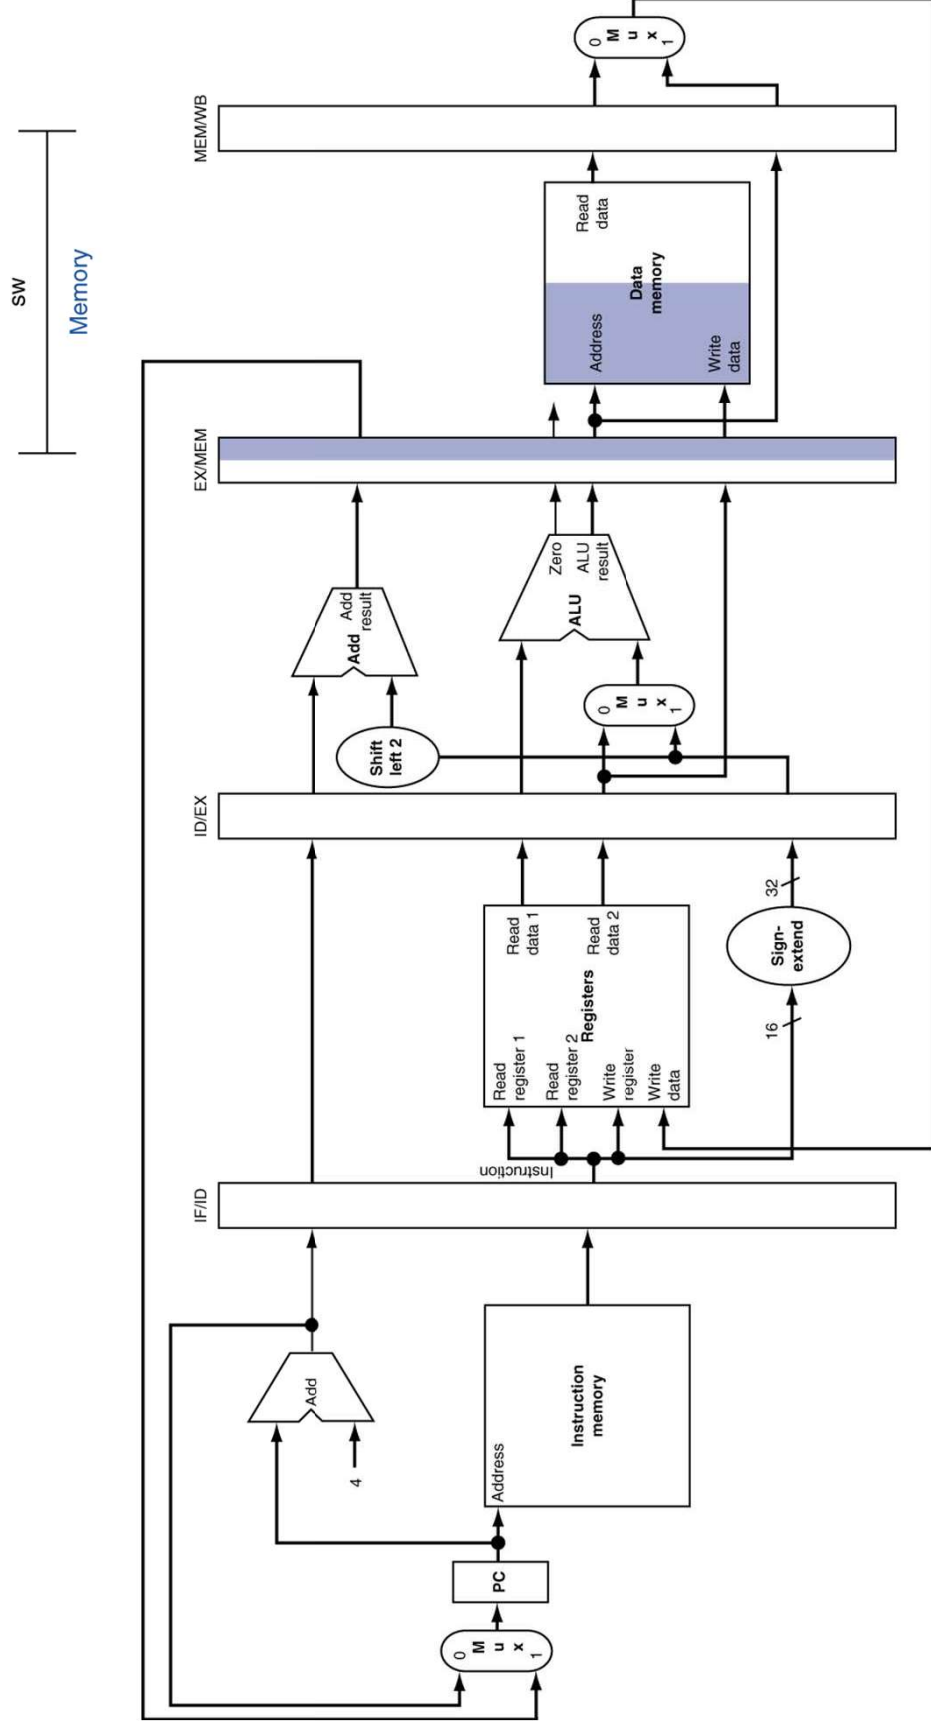 SW
Memory
IF/ID
ID/EX
EX/MEM
MEM/WB
0
M
u
x
1
PC
4
Add
Address
Instruction
memory
Instruction
Read
register 1
Read
register 2
Write
register
Write
data
Registers
Read
data 1
Read
data 2
16
Sign-
extend
32
Shift
left 2
Add
Add
result
0
M
u
x
1
ALU
Zero
ALU
result
Address
Write
data
Data
memory
Read
data
0
M
u
x
1